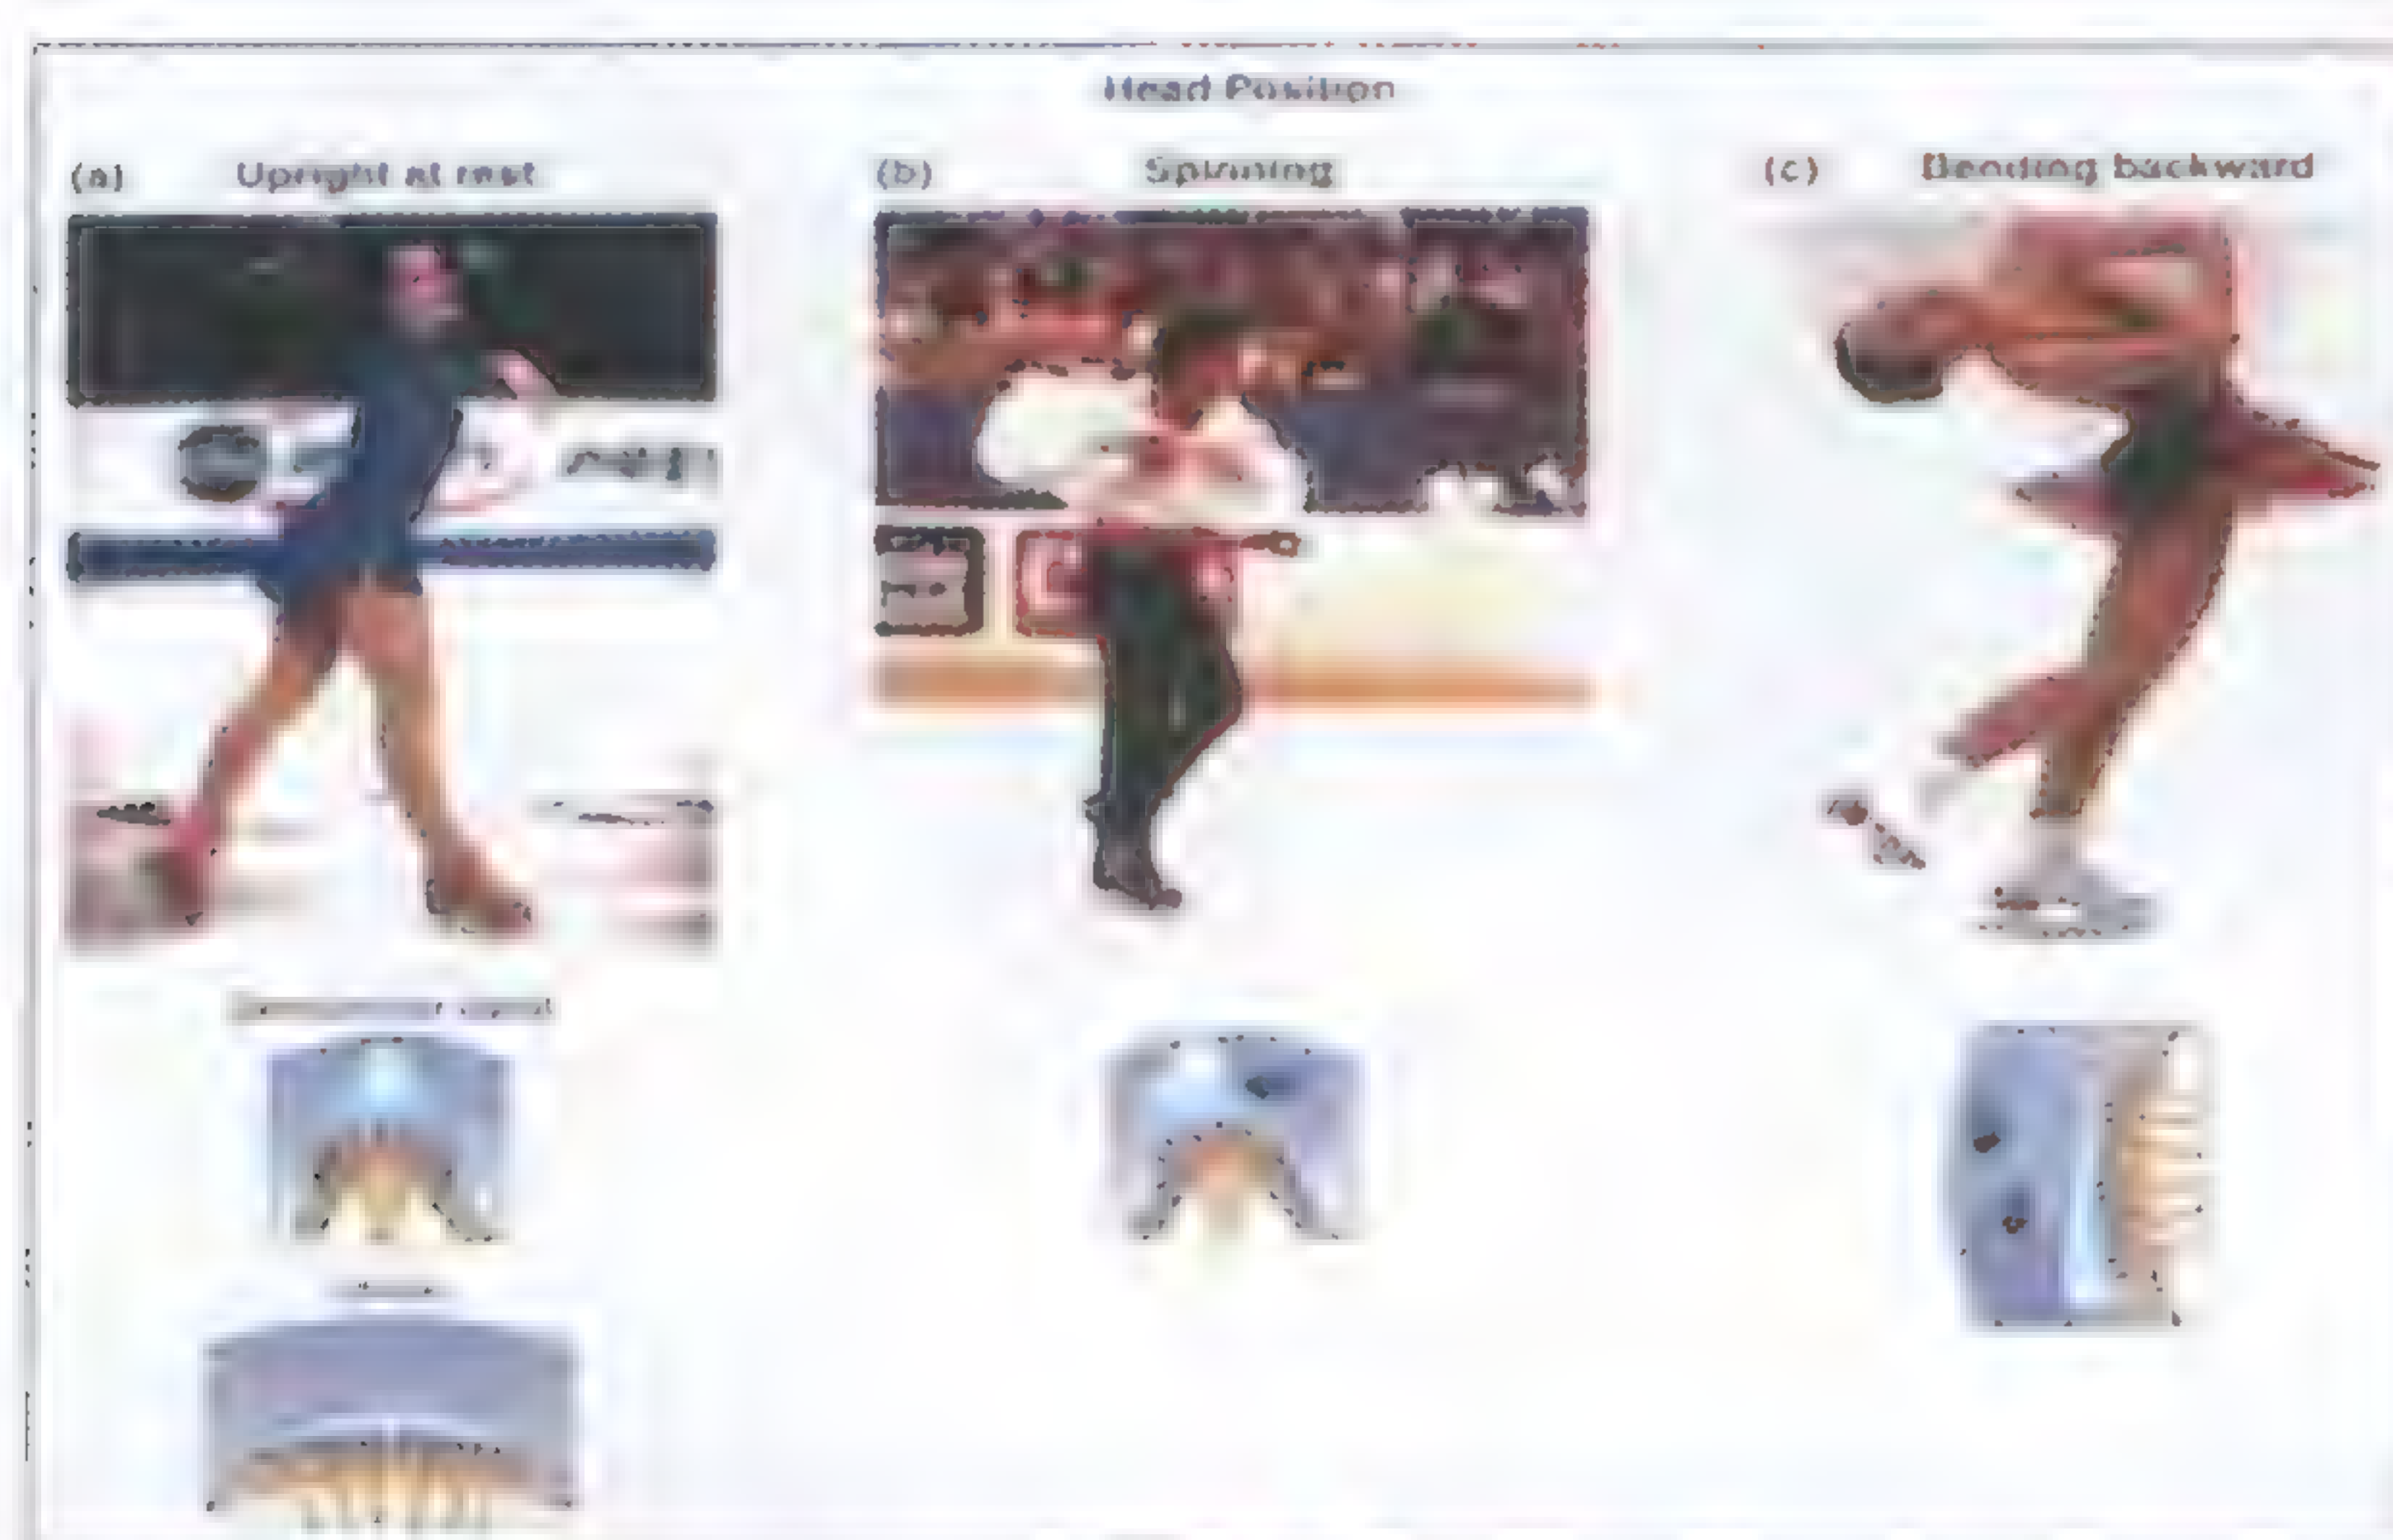 Head Position
(a) Upright at rest
(b) Spinning
(c) Bending backward